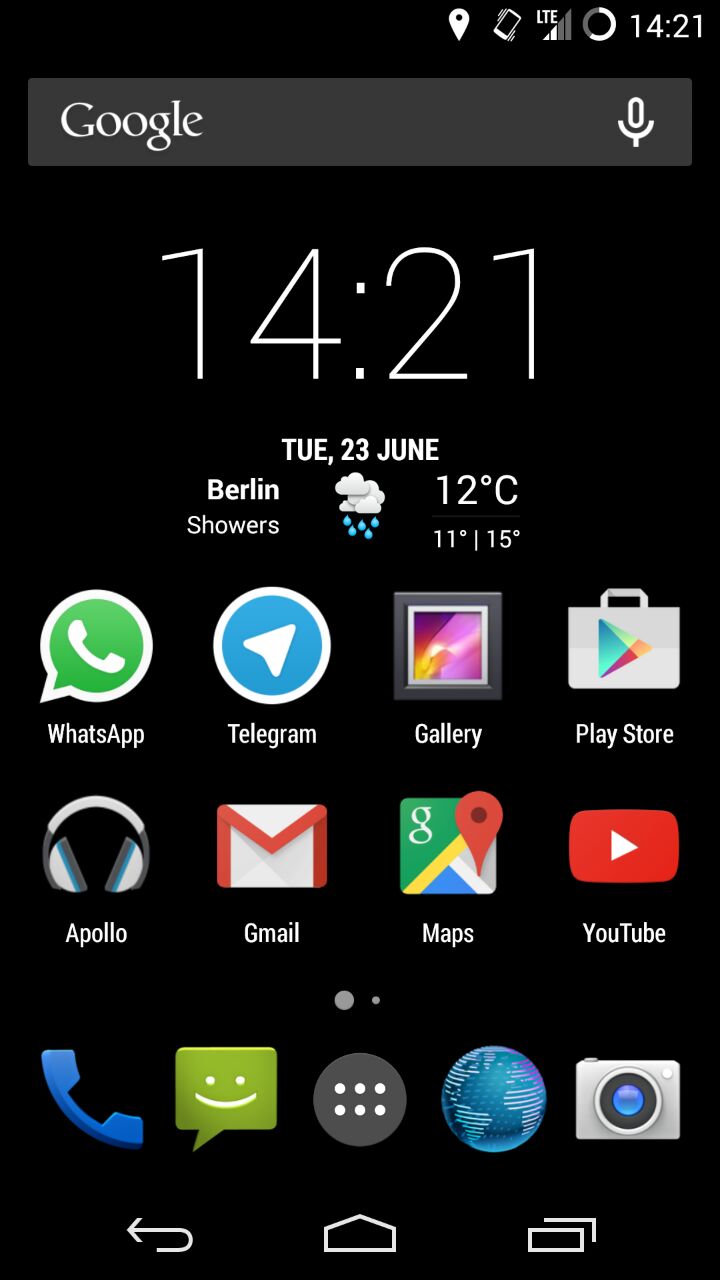 LTE 14:21
Google
14:21
TUE, 23 JUNE
Berlin 12°C
Showers 11° | 15°
WhatsApp Telegram Gallery Play Store
g
Apollo Gmail Maps YouTube